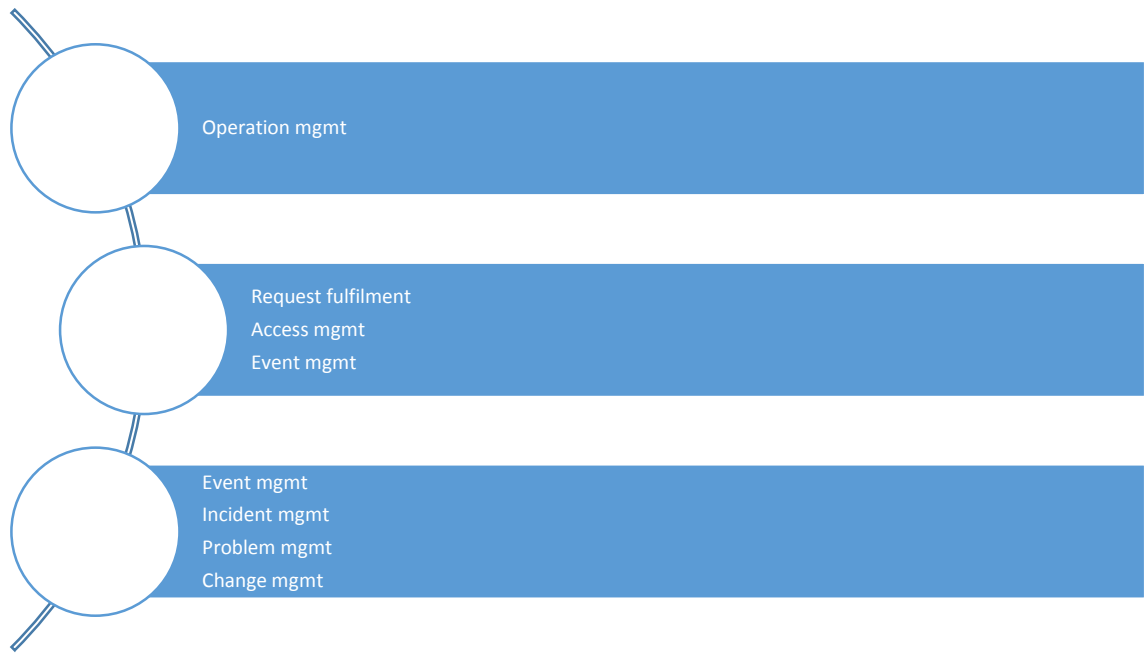 Operation mgmt
Request fulfilment
Access mgmt
Event mgmt
Event mgmt
Incident mgmt
Problem mgmt
Change mgmt